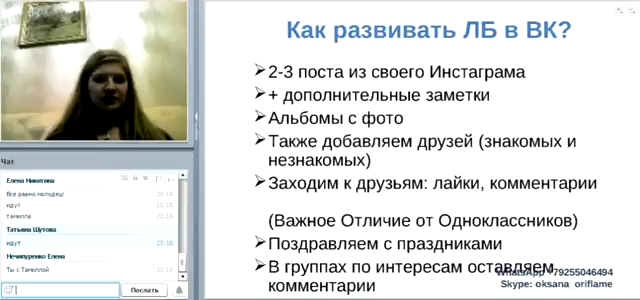 Как развивать ЛБ в ВК?
➢2-3 поста из своего Инстаграма
➢+ дополнительные заметки
➢Альбомы с фото
➢Также добавляем друзей (знакомых и
незнакомых)
➢Заходим к друзьям: лайки, комментарии
(Важное Отличие от Одноклассников)
➢Поздравляем с праздниками
➢В группах по интересам оставляем
комментарии
WhatsApp +79255046494
Skype: oksana_oriflame
Чат
Елена Никитина
Все равно молодец!
идут
тамилла
Татьяна Шутова
идут
Нечипуренко Елена
Ты с Тамиллой
Послать